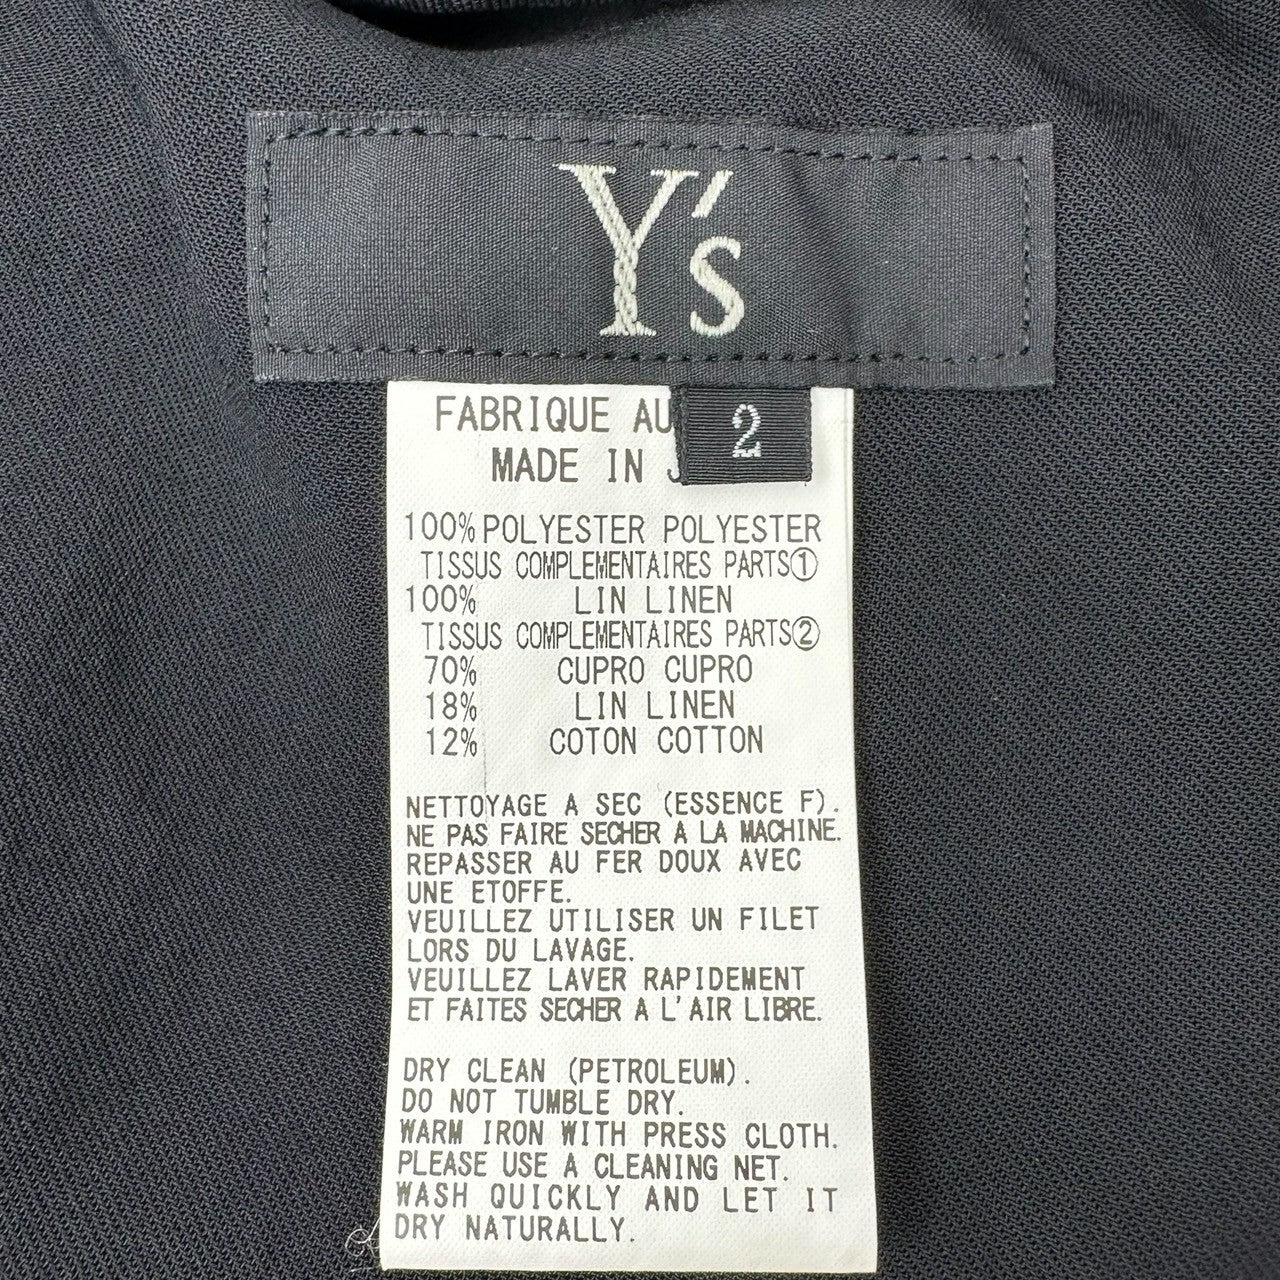 Y's
2
FABRIQUE AU
MADE IN
100% POLYESTER POLYESTER
TISSUS COMPLEMENTAIRES PARTS①
100% LIN LINEN
TISSUS COMPLEMENTAIRES PARTS②
70% CUPRO CUPRO
18% LIN LINEN
12% COTON COTTON
NETTOYAGE A SEC (ESSENCE F).
NE PAS FAIRE SECHER A LA MACHINE.
REPASSER AU FER DOUX AVEC
UNE ETOFFE.
VEUILLEZ UTILISER UN FILET
LORS DU LAVAGE.
VEUILLEZ LAVER RAPIDEMENT
ET FAITES SECHER A L'AIR LIBRE.
DRY CLEAN (PETROLEUM).
DO NOT TUMBLE DRY.
WARM IRON WITH PRESS CLOTH.
PLEASE USE A CLEANING NET.
WASH QUICKLY AND LET IT
DRY NATURALLY.